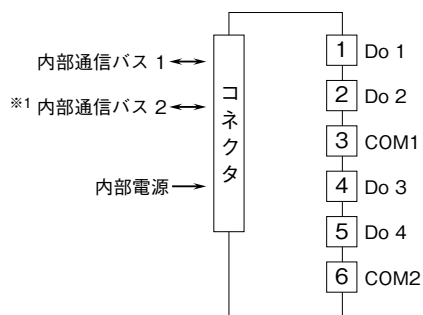 内部通信バス 1
※1 内部通信バス 2
内部電源
コネクタ
1 Do 1
2 Do 2
3 COM1
4 Do 3
5 Do 4
6 COM2